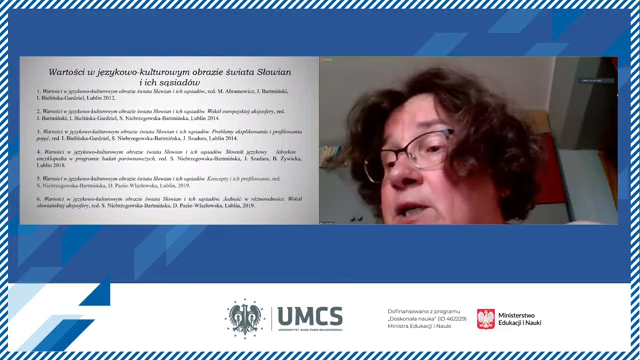 Wartości w językowo-kulturowym obrazie świata Słowian
i ich sąsiadów
1. Wartości w językowo-kulturowym obrazie świata Słowian i ich sąsiadów, red. M. Abramowicz, J. Bartmiński,
I. Bielińska-Gardziel, Lublin 2012.
2. Wartości w językowo-kulturowym obrazie świata Słowian i ich sąsiadów. Wokół europejskiej aksjosfery, red.
J. Bartmiński, I. Bielińska-Gardziel, S. Niebrzegowska-Bartmińska, Lublin 2014.
3. Wartości w językowo-kulturowym obrazie świata Słowian i ich sąsiadów. Problemy eksplikowania i profilowania
pojęć, red. I. Bielińska-Gardziel, S. Niebrzegowska-Bartmińska, J. Szadura, Lublin 2014.
4. Wartości w językowo-kulturowym obrazie świata Słowian i ich sąsiadów. Słownik językowy – leksykon –
encyklopedia w programie badań porównawczych, red. S. Niebrzegowska-Bartmińska, J. Szadura, B. Żywicka,
Lublin 2018.
5. Wartości w językowo-kulturowym obrazie świata Słowian i ich sąsiadów. Koncepty i ich profilowanie, red.
S. Niebrzegowska-Bartmińska, D. Pazio-Wlazłowska, Lublin, 2019.
6. Wartości w językowo-kulturowym obrazie świata Słowian i ich sąsiadów. Jedność w różnorodności. Wokół
słowiańskiej aksjosfery, red. S. Niebrzegowska-Bartmińska, D. Pazio-Wlazłowska, Lublin, 2019.
UMCS
UNIWERSYTET MARII CURIE-SKŁODOWSKIEJ
Dofinansowano z programu
„Doskonała nauka” (ID 462229)
Ministra Edukacji i Nauki
Ministerstwo
Edukacji i Nauki